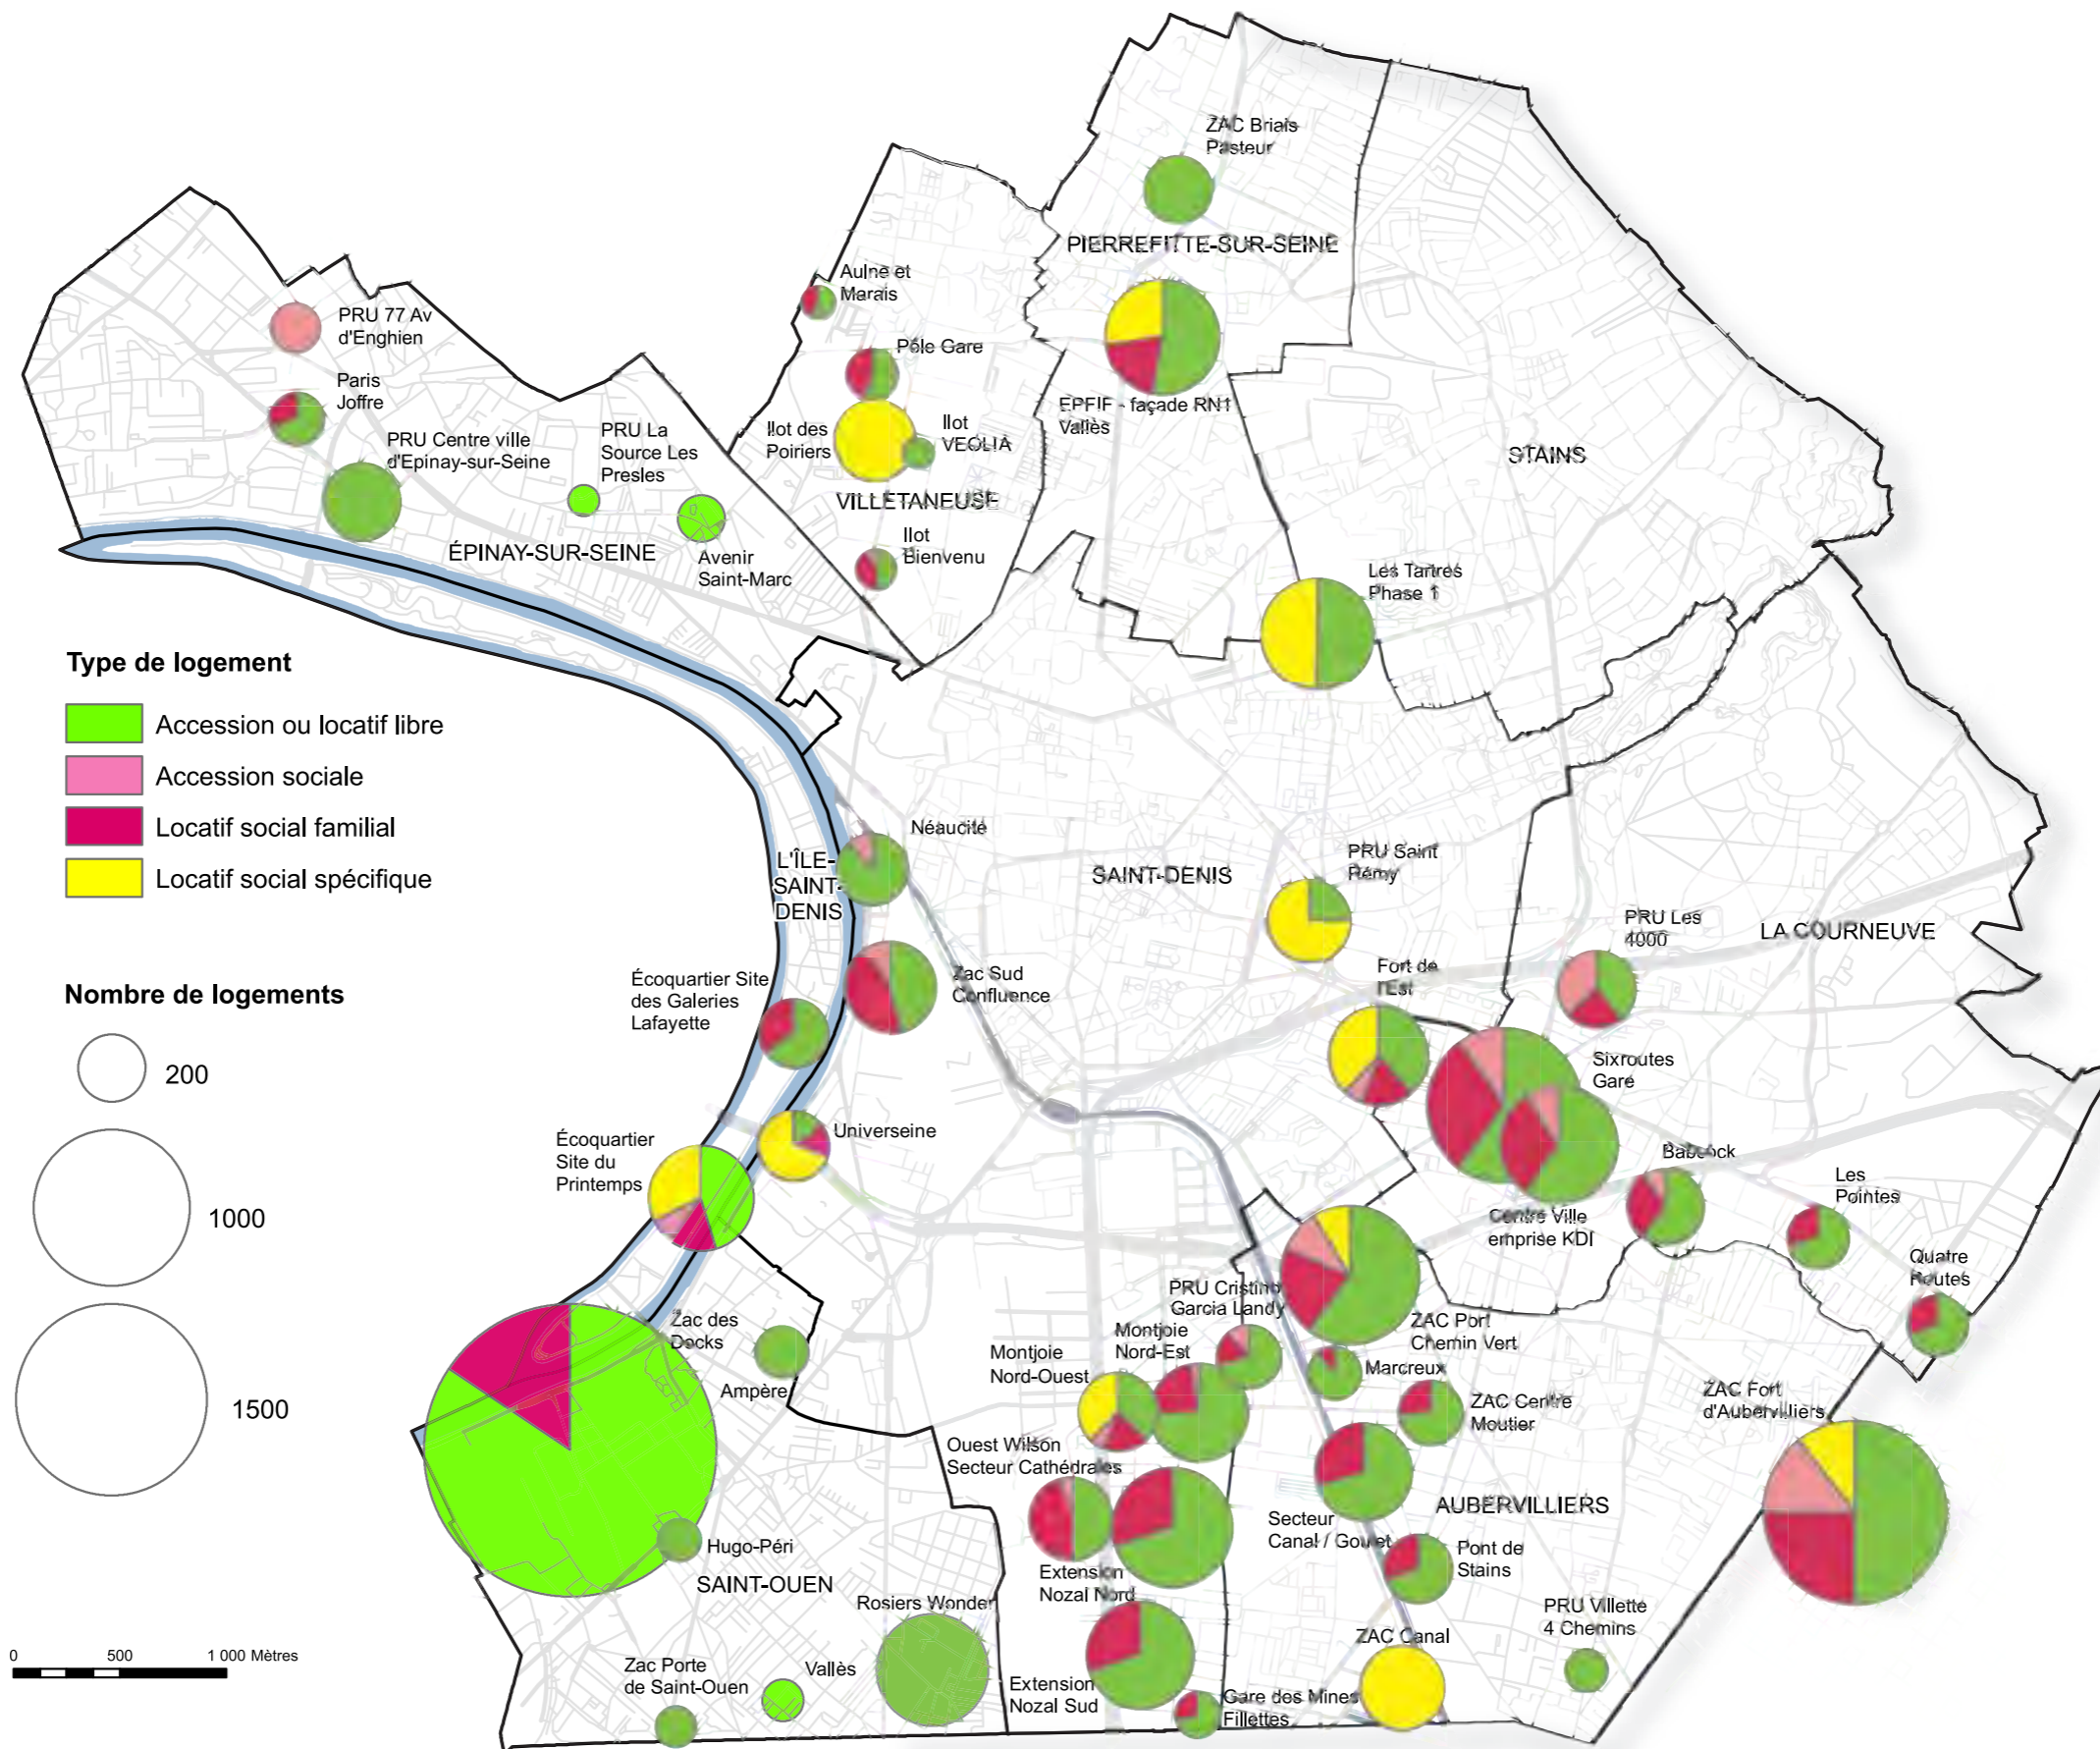 ZAC Briais
Pasteur
PIERREFITTE-SUR-SEINE
Aulne et
Marais
PRU 77 Av
d'Enghien
Pôle Gare
Paris
Joffre
EPFIF - façade RN1
Vallès
PRU Centre ville
d'Epinay-sur-Seine
PRU La
Source Les
Presles
Ilot des
Poiriers
Ilot
VEOLIA
STAINS
VILLETANEUSE
ÉPINAY-SUR-SEINE
Avenir
Saint-Marc
Ilot
Bienvenu
Les Tartres
Phase 1
Type de logement
Accession ou locatif libre
Accession sociale
Locatif social familial
Locatif social spécifique
Néaucité
L'ÎLE-
SAINT-
DENIS
SAINT-DENIS
PRU Saint
Rémy
PRU Les
4000
LA COURNEUVE
Nombre de logements
200
1000
1500
Écoquartier Site
des Galeries
Lafayette
Zac Sud
Confluence
Fort de
l'Est
Sixroutes
Gare
Écoquartier
Site du
Printemps
Universeine
Babcock
Les
Pointes
Centre Ville
emprise KDI
Quatre
Routes
PRU Cristino
Garcia Landy
Zac des
Docks
Ampère
Montjoie
Nord-Est
Montjoie
Nord-Ouest
ZAC Port
Chemin Vert
Marcreux
ZAC Centre
Moutier
ZAC Fort
d'Aubervilliers
Ouest Wilson
Secteur Cathédrales
Secteur
Canal / Goulet
AUBERVILLIERS
Hugo-Péri
SAINT-OUEN
Extension
Nozal Nord
Pont de
Stains
Rosiers Wonder
PRU Villette
4 Chemins
ZAC Canal
0 500 1 000 Mètres
Zac Porte
de Saint-Ouen
Vallès
Extension
Nozal Sud
Gare des Mines
Fillettes